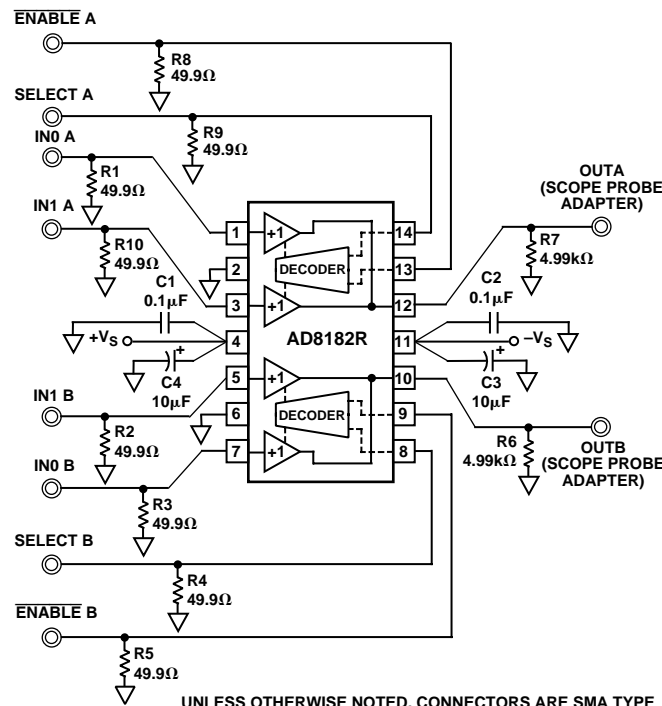 ENABLE A
R8
49.9Ω
SELECT A
R9
49.9Ω
IN0 A
R1
49.9Ω
IN1 A
R10
49.9Ω
OUTA
(SCOPE PROBE
ADAPTER)
R7
4.99kΩ
1
+1
14
2
DECODER
13
3
+1
12
C1
0.1µF
C2
0.1µF
+VS
4
AD8182R
11
–VS
C4
10µF
+
C3
10µF
+
5
+1
10
6
DECODER
9
7
+1
8
IN1 B
R2
49.9Ω
IN0 B
R3
49.9Ω
R6
4.99kΩ
OUTB
(SCOPE PROBE
ADAPTER)
SELECT B
R4
49.9Ω
ENABLE B
R5
49.9Ω
UNLESS OTHERWISE NOTED, CONNECTORS ARE SMA TYPE